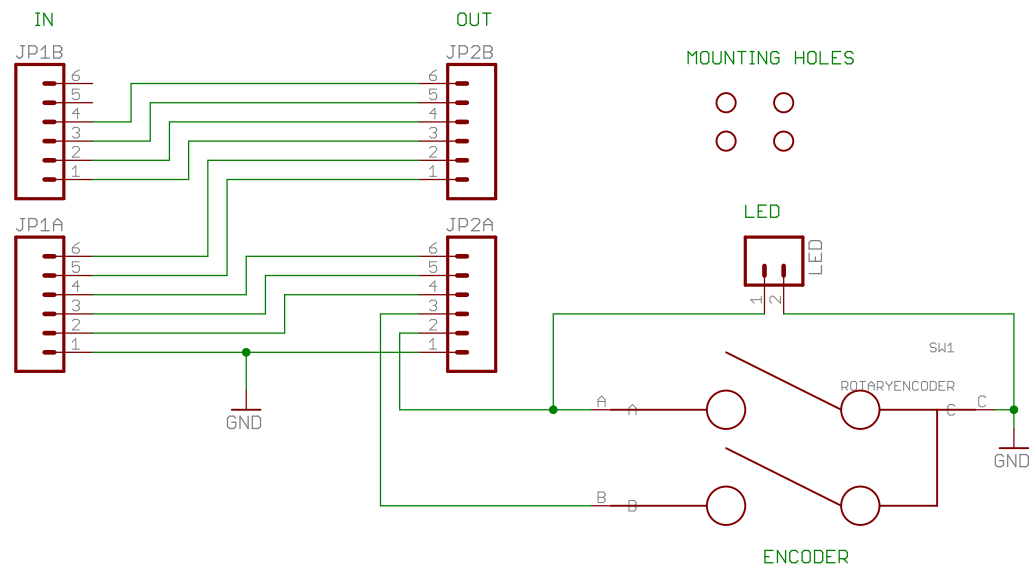 IN
OUT
JP1B
6
5
4
3
2
1
JP2B
6
5
4
3
2
1
MOUNTING HOLES
JP1A
6
5
4
3
2
1
GND
JP2A
6
5
4
3
2
1
LED
LED
1
2
SW1
ROTARYENCODER
A
A
C
C
GND
B
B
ENCODER